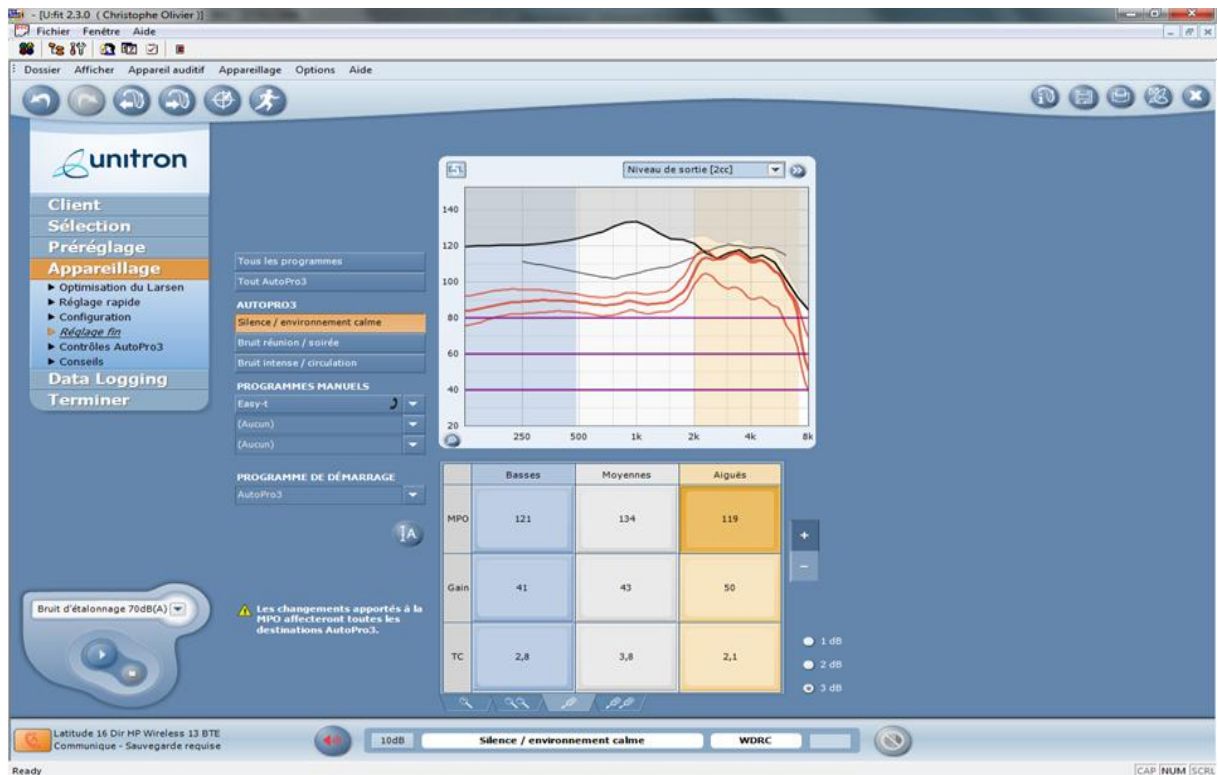 - [U:fit 2.3.0 ( Christophe Olivier )]
Fichier Fenêtre Aide
Dossier Afficher Appareil auditif Appareillage Options Aide
unitron
Client
Sélection
Préréglage
Appareillage
Optimisation du Larsen
Réglage rapide
Configuration
Réglage fin
Contrôles AutoPro3
Conseils
Data Logging
Terminer
Tous les programmes
Tout AutoPro3
AUTOPRO3
Silence / environnement calme
Bruit réunion / soirée
Bruit intense / circulation
PROGRAMMES MANUELS
Easy-t
(Aucun)
(Aucun)
PROGRAMME DE DÉMARRAGE
AutoPro3
A
Les changements apportés à la
MPO affecteront toutes les
destinations AutoPro3.
Niveau de sortie [2cc]
140
120
100
80
60
40
20
250 500 1k 2k 4k 8k
Basses Moyennes Aiguës
MPO 121 134 119
+
-
Gain 41 43 50
TC 2,8 3,8 2,1
1 dB
2 dB
3 dB
Bruit d'étalonnage 70dB(A)
Latitude 16 Dir HP Wireless 13 BTE
Communique - Sauvegarde requise
10dB Silence / environnement calme WDRC
Ready CAP NUM SCRL